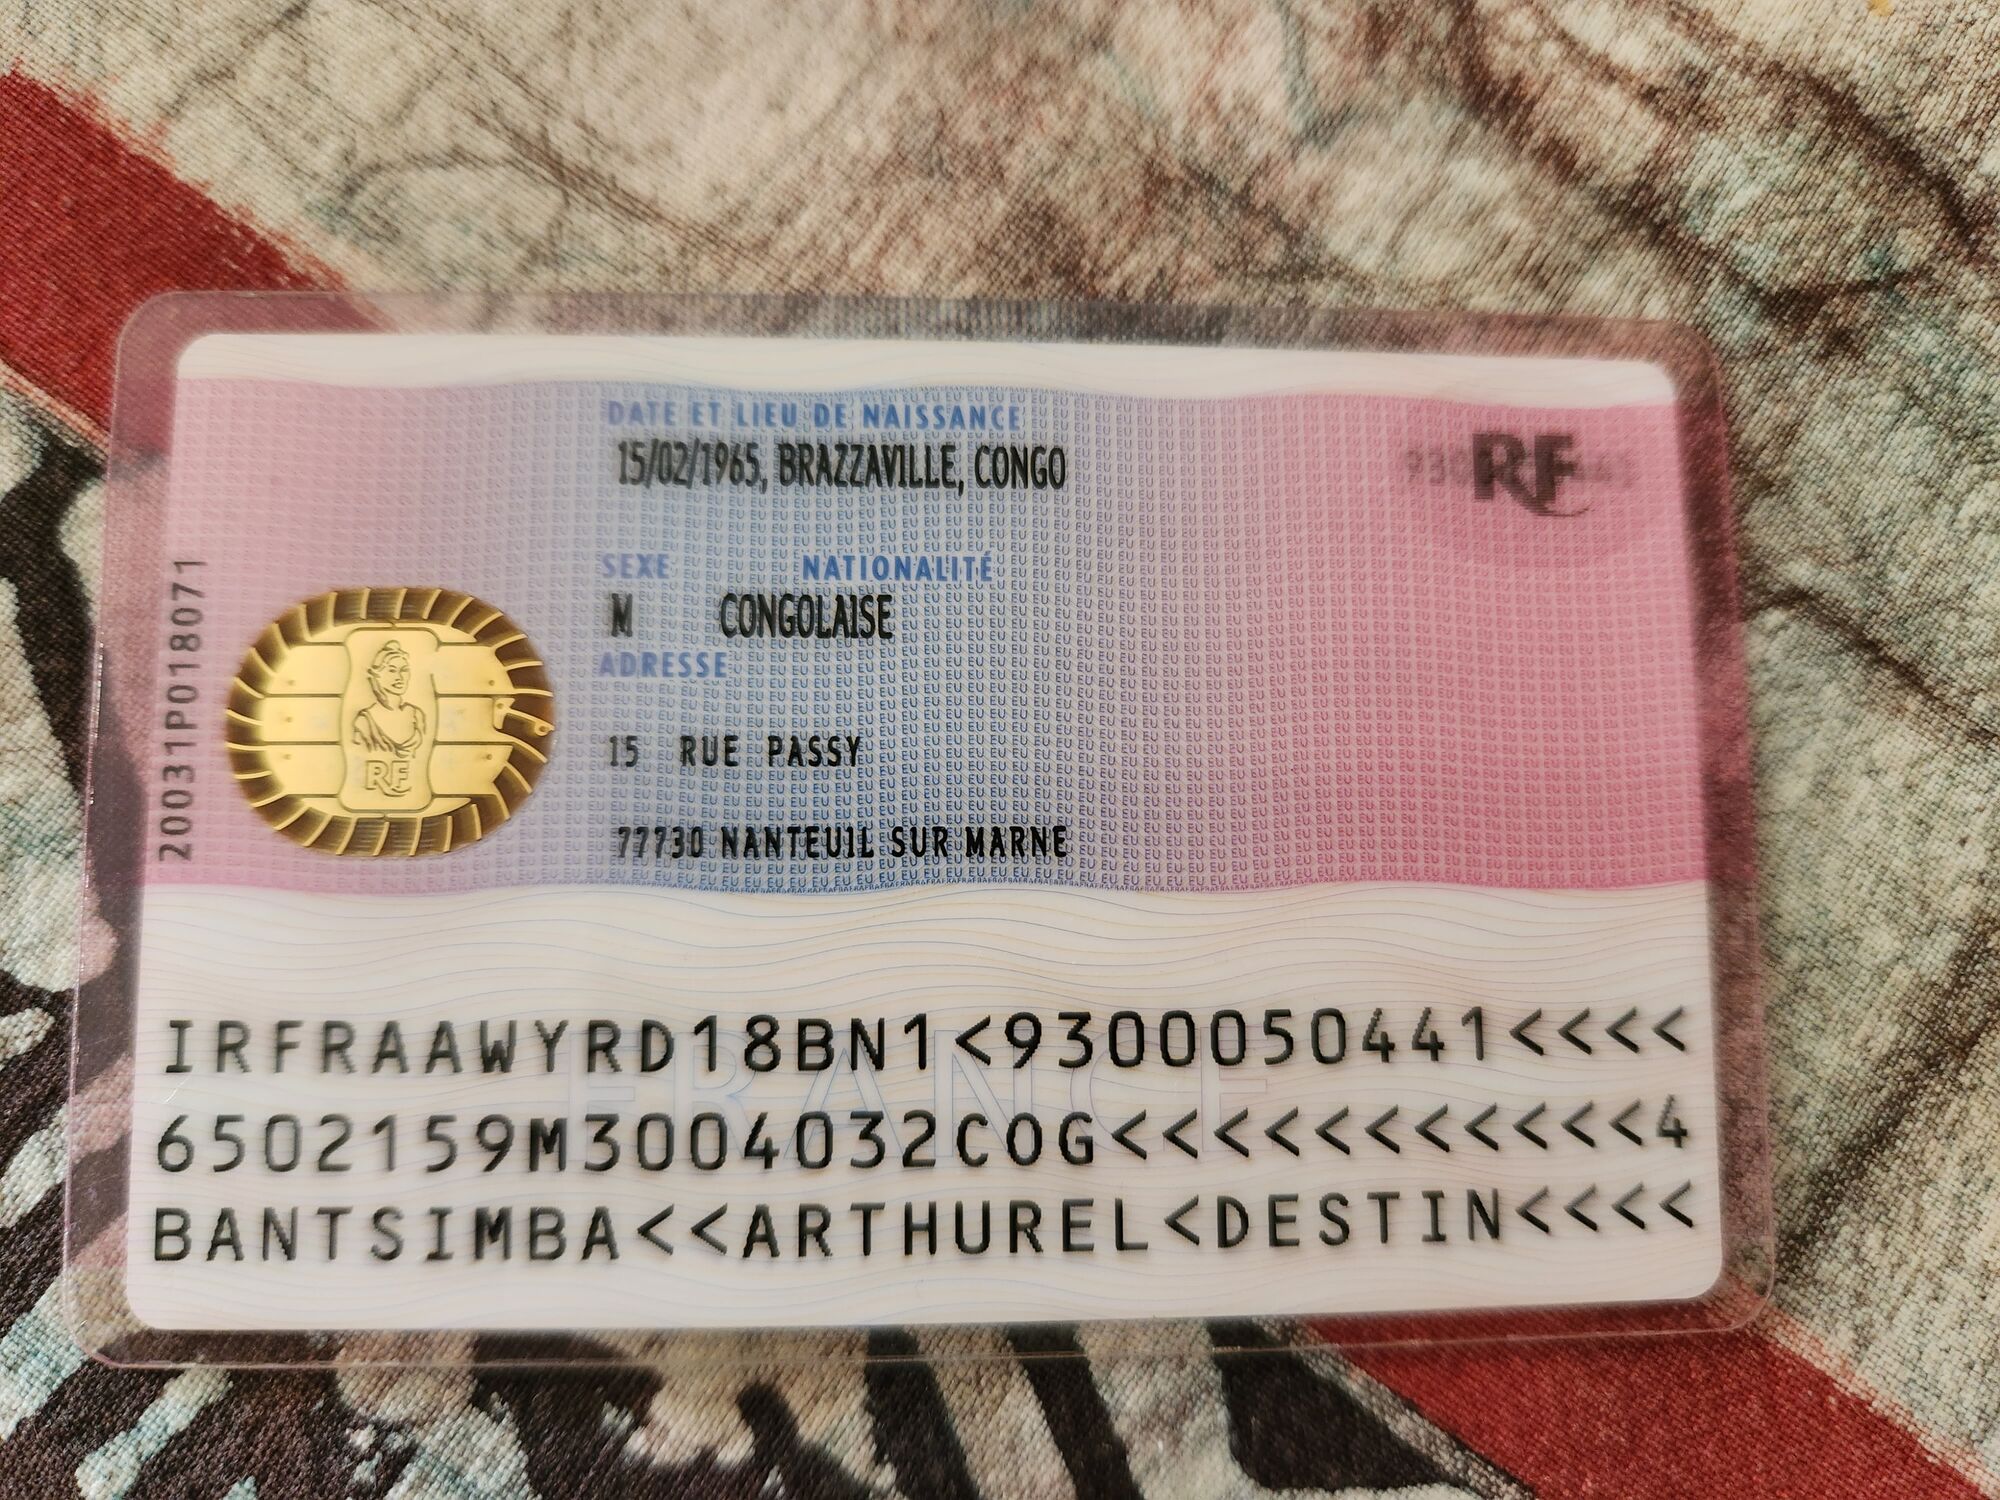 DATE ET LIEU DE NAISSANCE
15/02/1965, BRAZZAVILLE, CONGO
RF
SEXE NATIONALITÉ
M CONGOLAISE
ADRESSE
15 RUE PASSY
77730 NANTEUIL SUR MARNE
20031P018071
RF
IRFRAAWYRD18BN1<9300050441<<<<
6502159M3004032COG<<<<<<<<<<<4
BANTSIMBA<<ARTHUREL<DESTIN<<<<
FRANCE